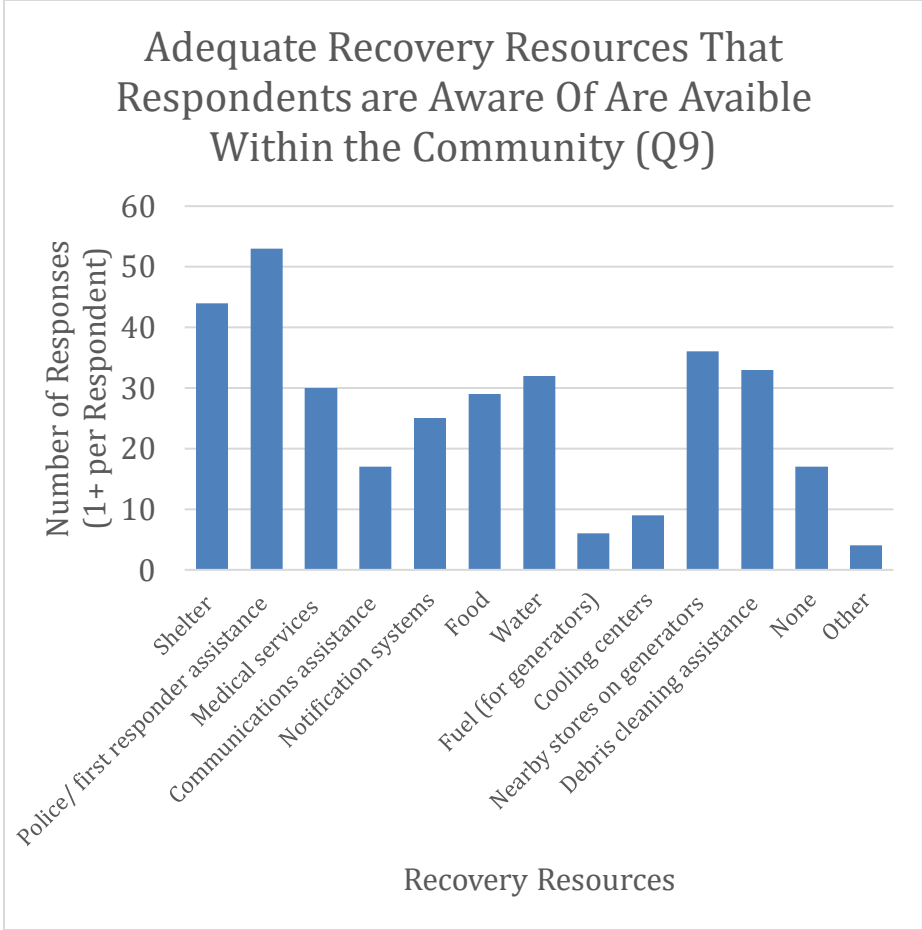 Adequate Recovery Resources That
Respondents are Aware Of Are Avaible
Within the Community (Q9)
Number of Responses
(1+ per Respondent)
60
50
40
30
20
10
0
Shelter
Police/ first responder assistance
Medical services
Communications assistance
Notification systems
Food
Water
Fuel (for generators)
Cooling centers
Nearby stores on generators
Debris cleaning assistance
None
Other
Recovery Resources